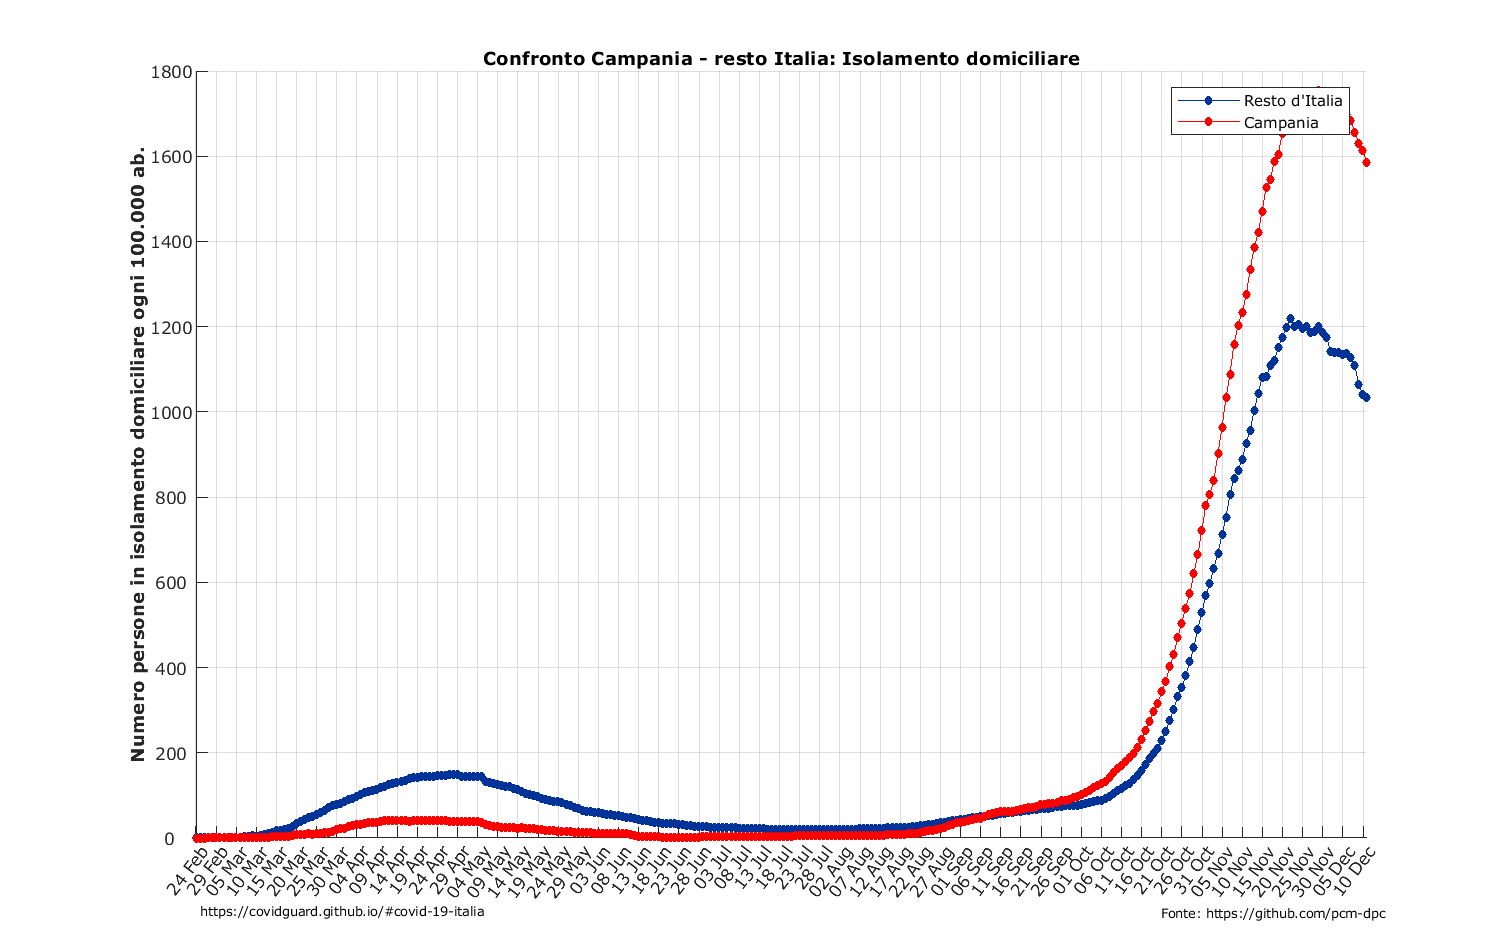 Confronto Campania - resto Italia: Isolamento domiciliare
Numero persone in isolamento domiciliare ogni 100.000 ab.
1800
1600
1400
1200
1000
800
600
400
200
0
Resto d'Italia
Campania
24 Feb
29 Feb
05 Mar
10 Mar
15 Mar
20 Mar
25 Mar
30 Mar
04 Apr
09 Apr
14 Apr
19 Apr
24 Apr
29 Apr
04 May
09 May
14 May
19 May
24 May
29 May
03 Jun
08 Jun
13 Jun
18 Jun
23 Jun
28 Jun
03 Jul
08 Jul
13 Jul
18 Jul
23 Jul
28 Jul
02 Aug
07 Aug
12 Aug
17 Aug
22 Aug
27 Aug
01 Sep
06 Sep
11 Sep
16 Sep
21 Sep
26 Sep
01 Oct
06 Oct
11 Oct
16 Oct
21 Oct
26 Oct
31 Oct
05 Nov
10 Nov
15 Nov
20 Nov
25 Nov
30 Nov
05 Dec
10 Dec
https://covidguard.github.io/#covid-19-italia
Fonte: https://github.com/pcm-dpc